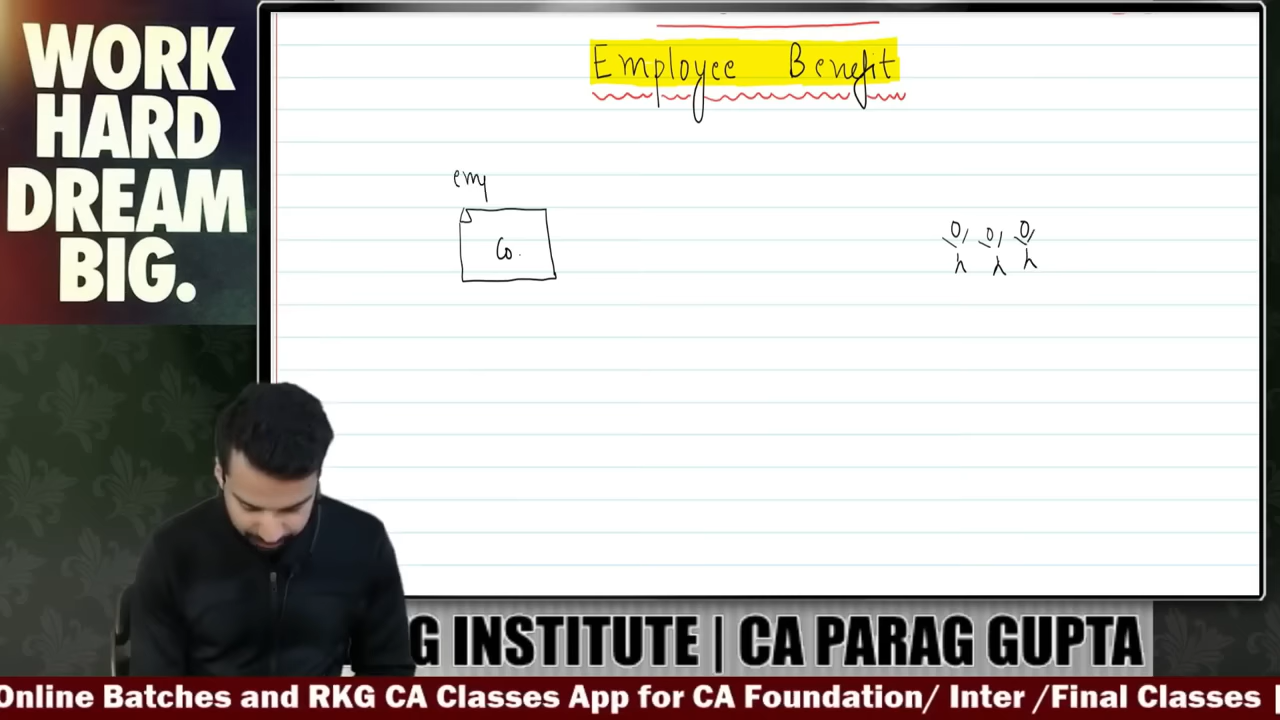 WORK
HARD
DREAM
BIG.
Employee Benefit
emp
Co.
G INSTITUTE | CA PARAG GUPTA
Online Batches and RKG CA Classes App for CA Foundation/ Inter /Final Classes |